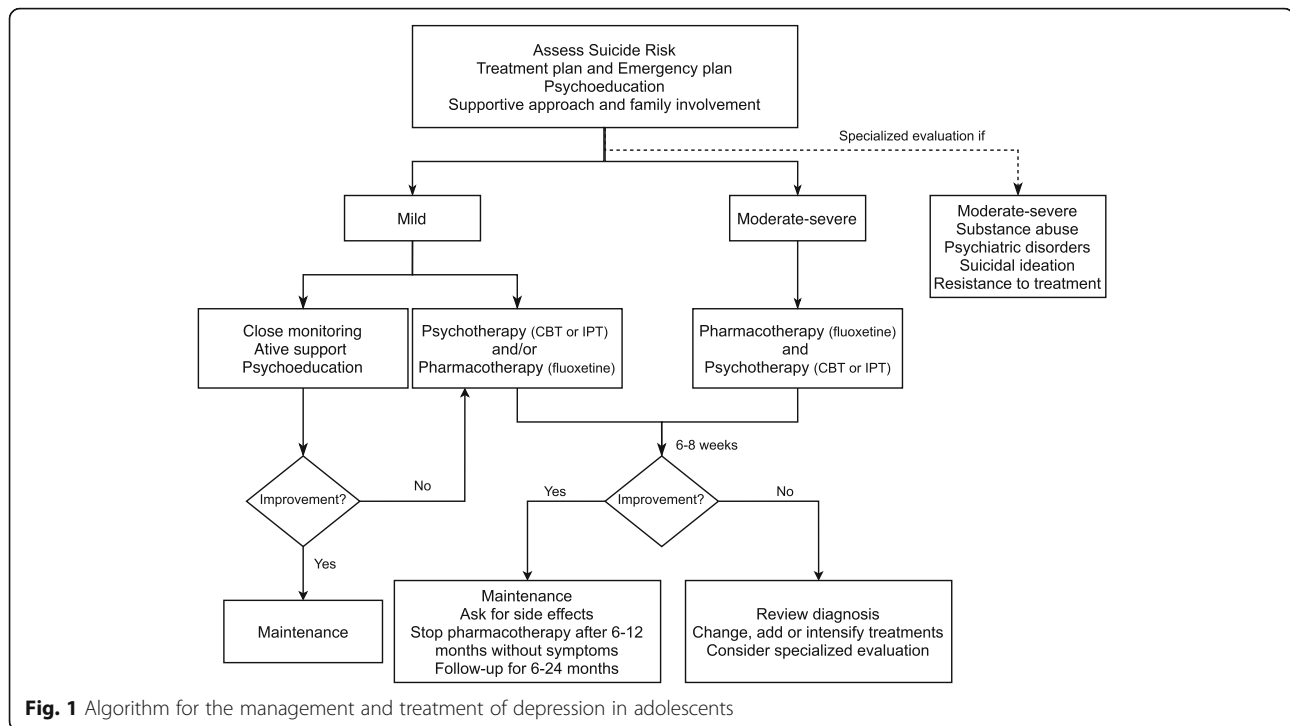 Assess Suicide Risk
Treatment plan and Emergency plan
Psychoeducation
Supportive approach and family involvement
Specialized evaluation if
Mild
Moderate-severe
Moderate-severe
Substance abuse
Psychiatric disorders
Suicidal ideation
Resistance to treatment
Close monitoring
Ative support
Psychoeducation
Psychotherapy (CBT or IPT)
and/or
Pharmacotherapy (fluoxetine)
Pharmacotherapy (fluoxetine)
and
Psychotherapy (CBT or IPT)
6-8 weeks
Improvement?
No
Yes
Improvement?
Yes
No
Maintenance
Maintenance
Ask for side effects
Stop pharmacotherapy after 6-12
months without symptoms
Follow-up for 6-24 months
Review diagnosis
Change, add or intensify treatments
Consider specialized evaluation
Fig. 1 Algorithm for the management and treatment of depression in adolescents